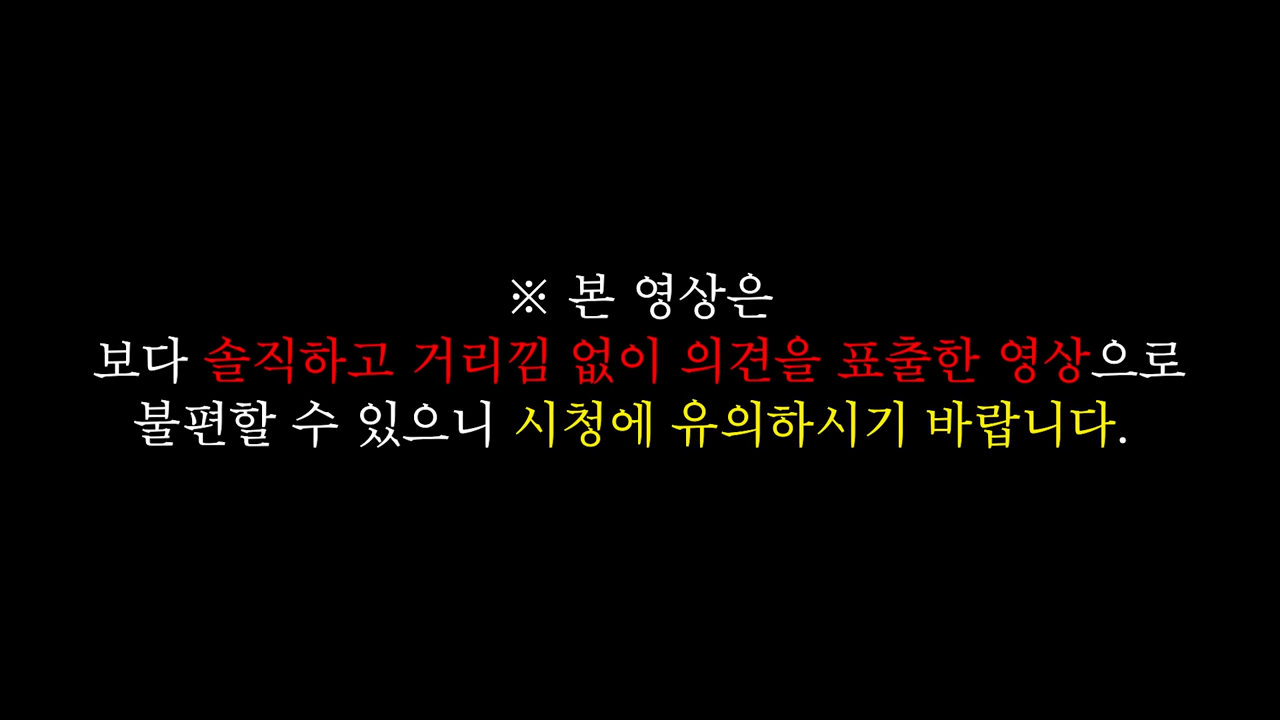 ※ 본 영상은
보다 솔직하고 거리낌 없이 의견을 표출한 영상으로
불편할 수 있으니 시청에 유의하시기 바랍니다.